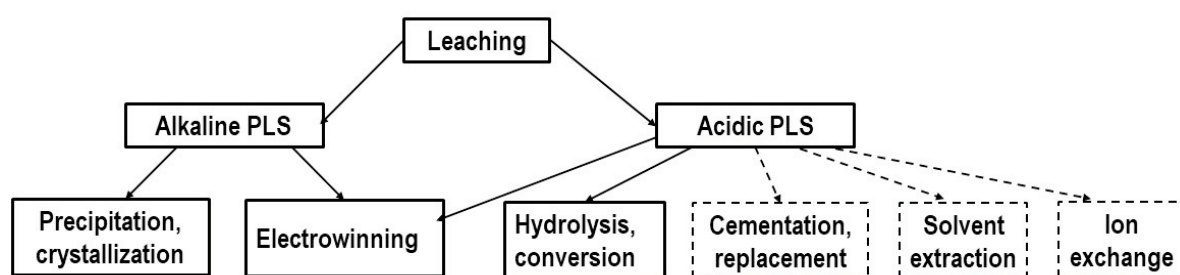 Leaching
Alkaline PLS
Acidic PLS
Precipitation,
crystallization
Electrowinning
Hydrolysis,
conversion
Cementation,
replacement
Solvent
extraction
Ion
exchange